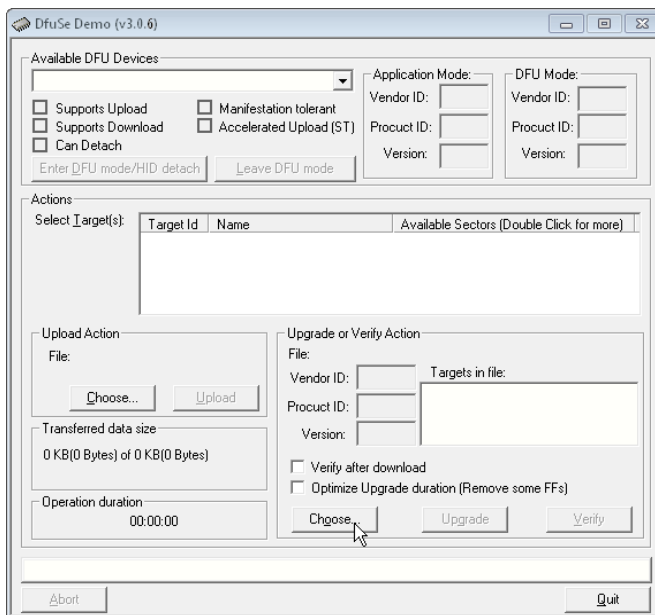 DfuSe Demo (v3.0.6)
Available DFU Devices
Supports Upload
Manifestation tolerant
Supports Download
Accelerated Upload (ST)
Can Detach
Enter DFU mode/HID detach
Leave DFU mode
Application Mode:
Vendor ID:
Procuct ID:
Version:
DFU Mode:
Vendor ID:
Procuct ID:
Version:
Actions
Select Target(s):
Target Id Name Available Sectors (Double Click for more)
Upload Action
File:
Choose...
Upload
Transferred data size
0 KB(0 Bytes) of 0 KB(0 Bytes)
Operation duration
00:00:00
Upgrade or Verify Action
File:
Vendor ID:
Procuct ID:
Version:
Targets in file:
Verify after download
Optimize Upgrade duration (Remove some FFs)
Choose...
Upgrade
Verify
Abort
Quit